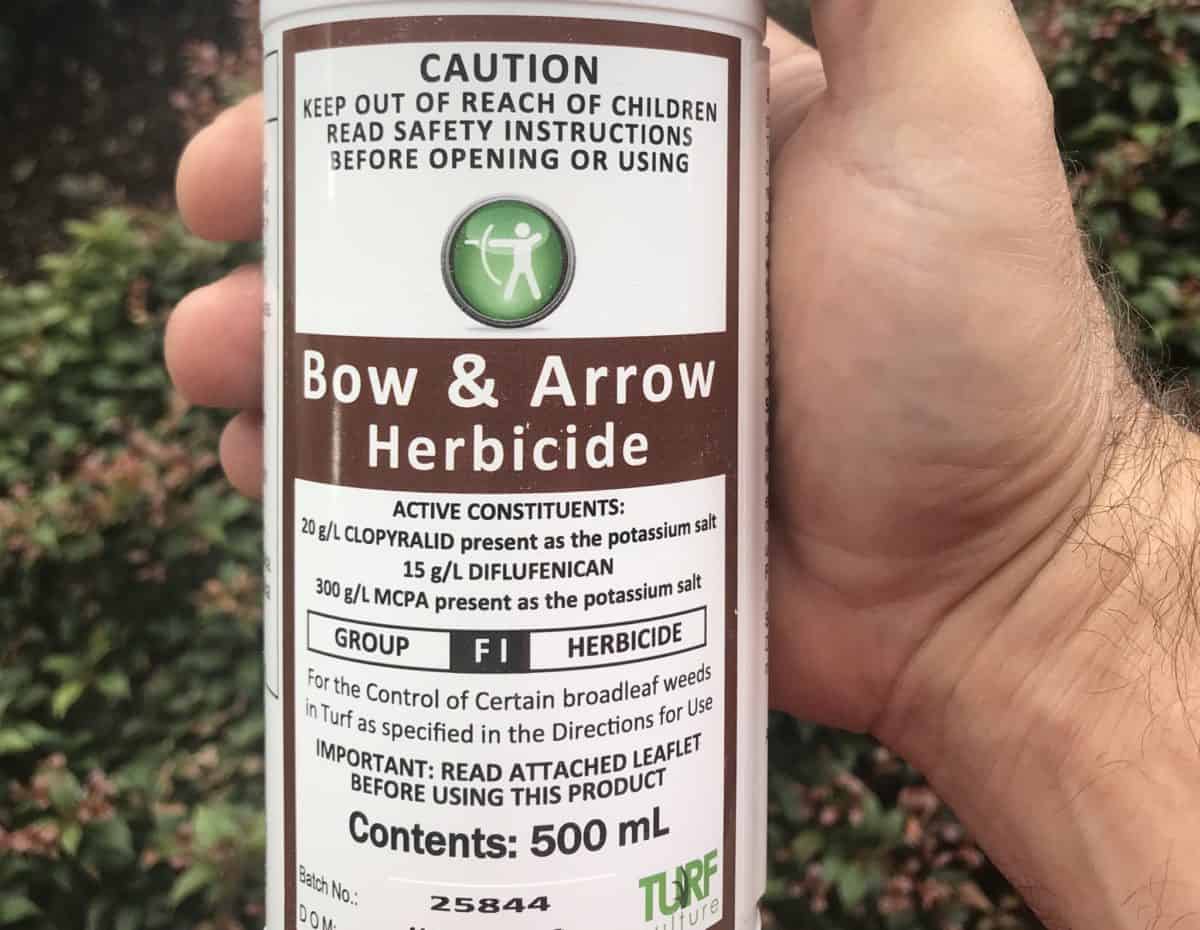 CAUTION
KEEP OUT OF REACH OF CHILDREN
READ SAFETY INSTRUCTIONS
BEFORE OPENING OR USING
Bow & Arrow
Herbicide
ACTIVE CONSTITUENTS:
20 g/L CLOPYRALID present as the potassium salt
15 g/L DIFLUFENICAN
300 g/L MCPA present as the potassium salt
GROUP F I HERBICIDE
For the Control of Certain broadleaf weeds
in Turf as specified in the Directions for Use
IMPORTANT: READ ATTACHED LEAFLET
BEFORE USING THIS PRODUCT
Contents: 500 mL
Batch No.: 25844
TURF
culture
D O M: